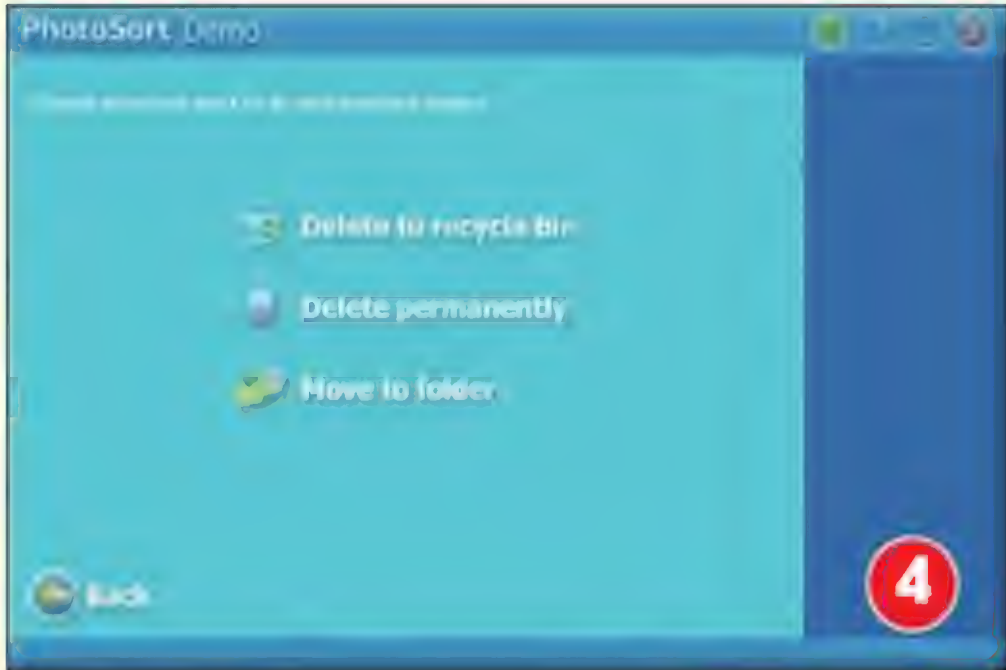 PhotoSort Demo
Delete to recycle bin
Delete permanently
Move to folder
Back
4